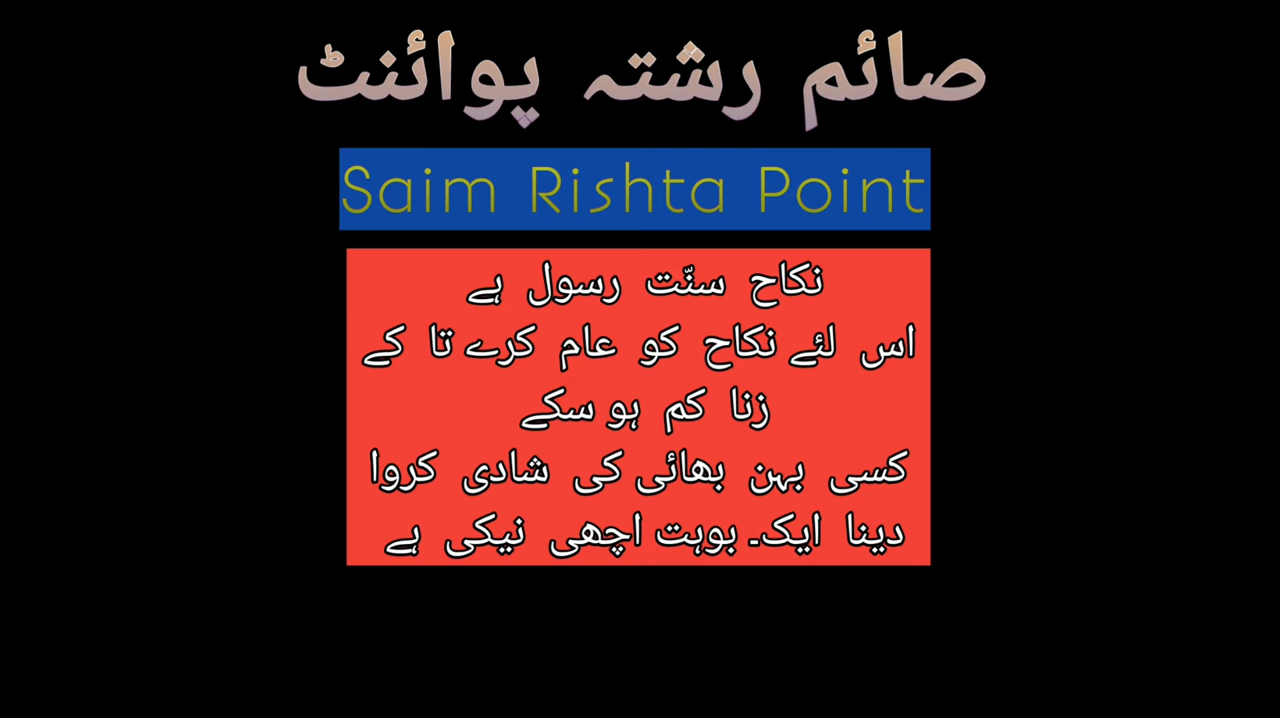 صائم رشتہ پوائنٹ
Saim Rishta Point
نکاح سنّت رسول ہے
اس لئے نکاح کو عام کرے تا کے
زنا کم ہو سکے
کسی بہن بھائی کی شادی کروا
دینا ایک۔ بوہت اچھی نیکی ہے